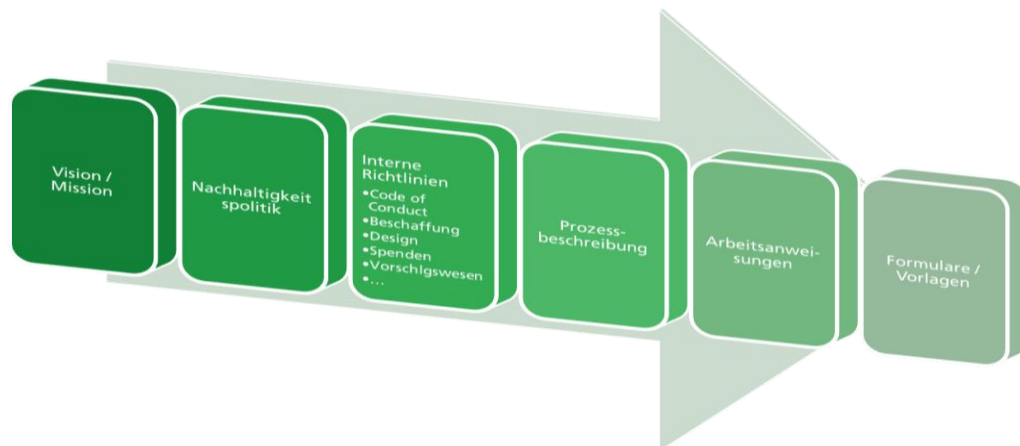 Vision /
Mission
Nachhaltigkeit
spolitik
Interne
Richtlinien
•Code of
Conduct
•Beschaffung
•Design
•Spenden
•Vorschlgswesen
•...
Prozess-
beschreibung
Arbeitsanwei-
sungen
Formulare /
Vorlagen